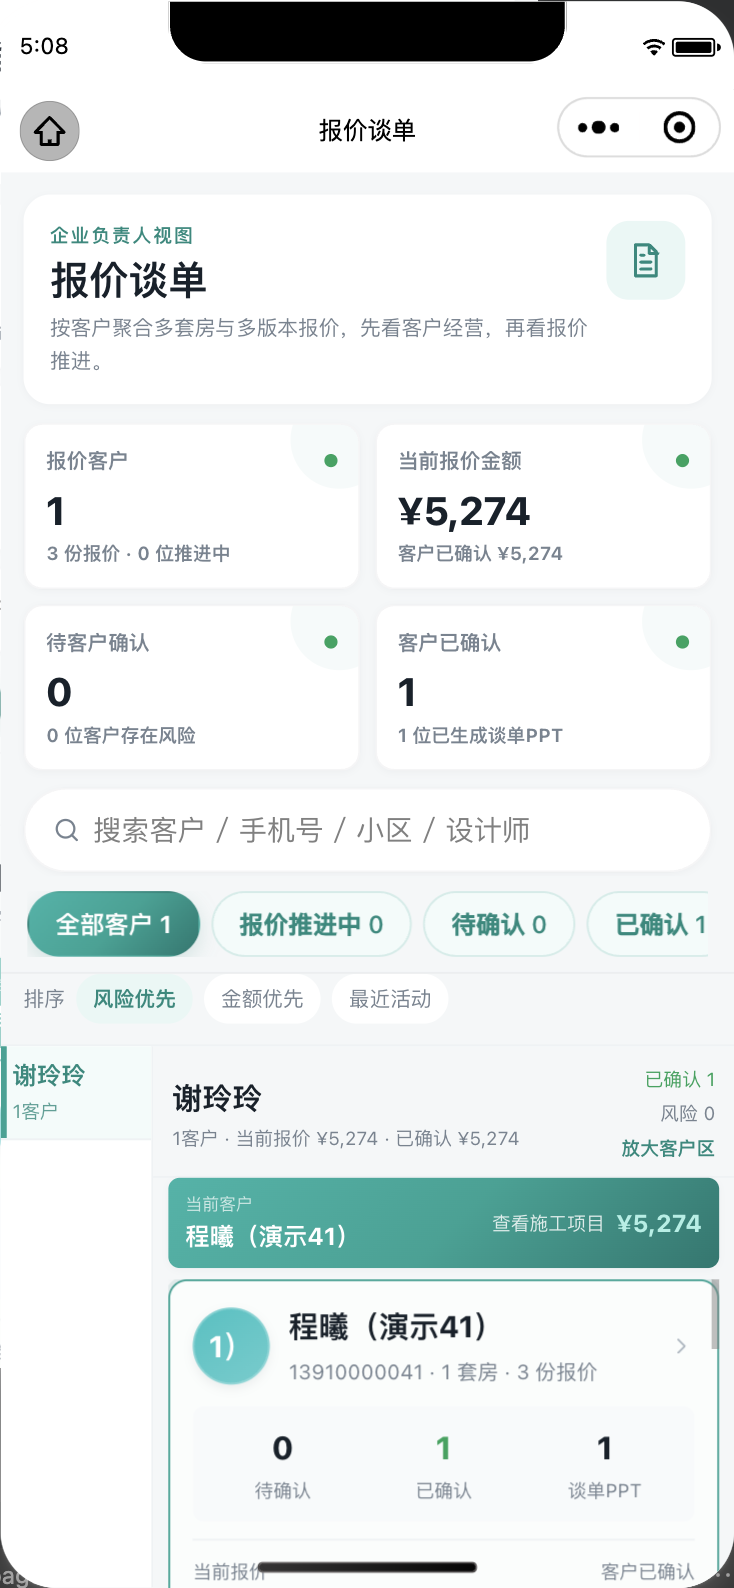 5:08
报价谈单
企业负责人视图
报价谈单
按客户聚合多套房与多版本报价，先看客户经营，再看报价
推进。
报价客户
1
3 份报价 · 0 位推进中
当前报价金额
¥5,274
客户已确认 ¥5,274
待客户确认
0
0 位客户存在风险
客户已确认
1
1 位已生成谈单PPT
搜索客户 / 手机号 / 小区 / 设计师
全部客户 1
报价推进中 0
待确认 0
已确认 1
排序
风险优先
金额优先
最近活动
谢玲玲
1客户
谢玲玲
1客户 · 当前报价 ¥5,274 · 已确认 ¥5,274
已确认 1
风险 0
放大客户区
当前客户
程曦（演示41）
查看施工项目 ¥5,274
1)
程曦（演示41）
13910000041 · 1 套房 · 3 份报价
0
待确认
1
已确认
1
谈单PPT
当前报价
客户已确认